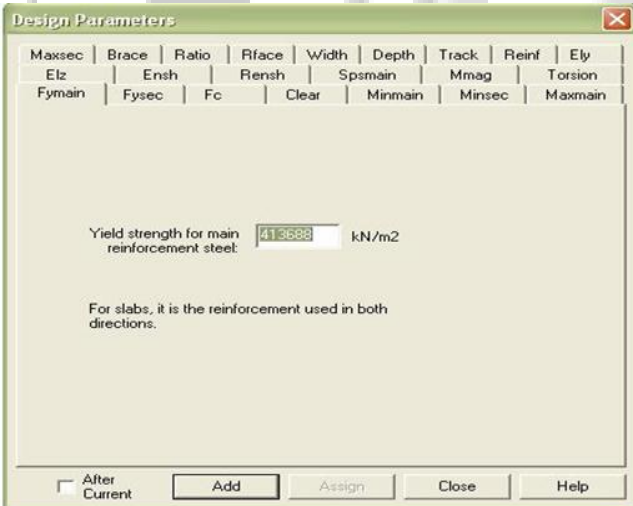 Design Parameters
Maxsec Brace Ratio Rface Width Depth Track Reinf Ely
Elz Ensh Rensh Spsmain Mmag Torsion
Fymain Fysec Fc Clear Minmain Minsec Maxmain
Yield strength for main 413688 kN/m2
reinforcement steel:
For slabs, it is the reinforcement used in both
directions.
After
Current
Add Assign Close Help